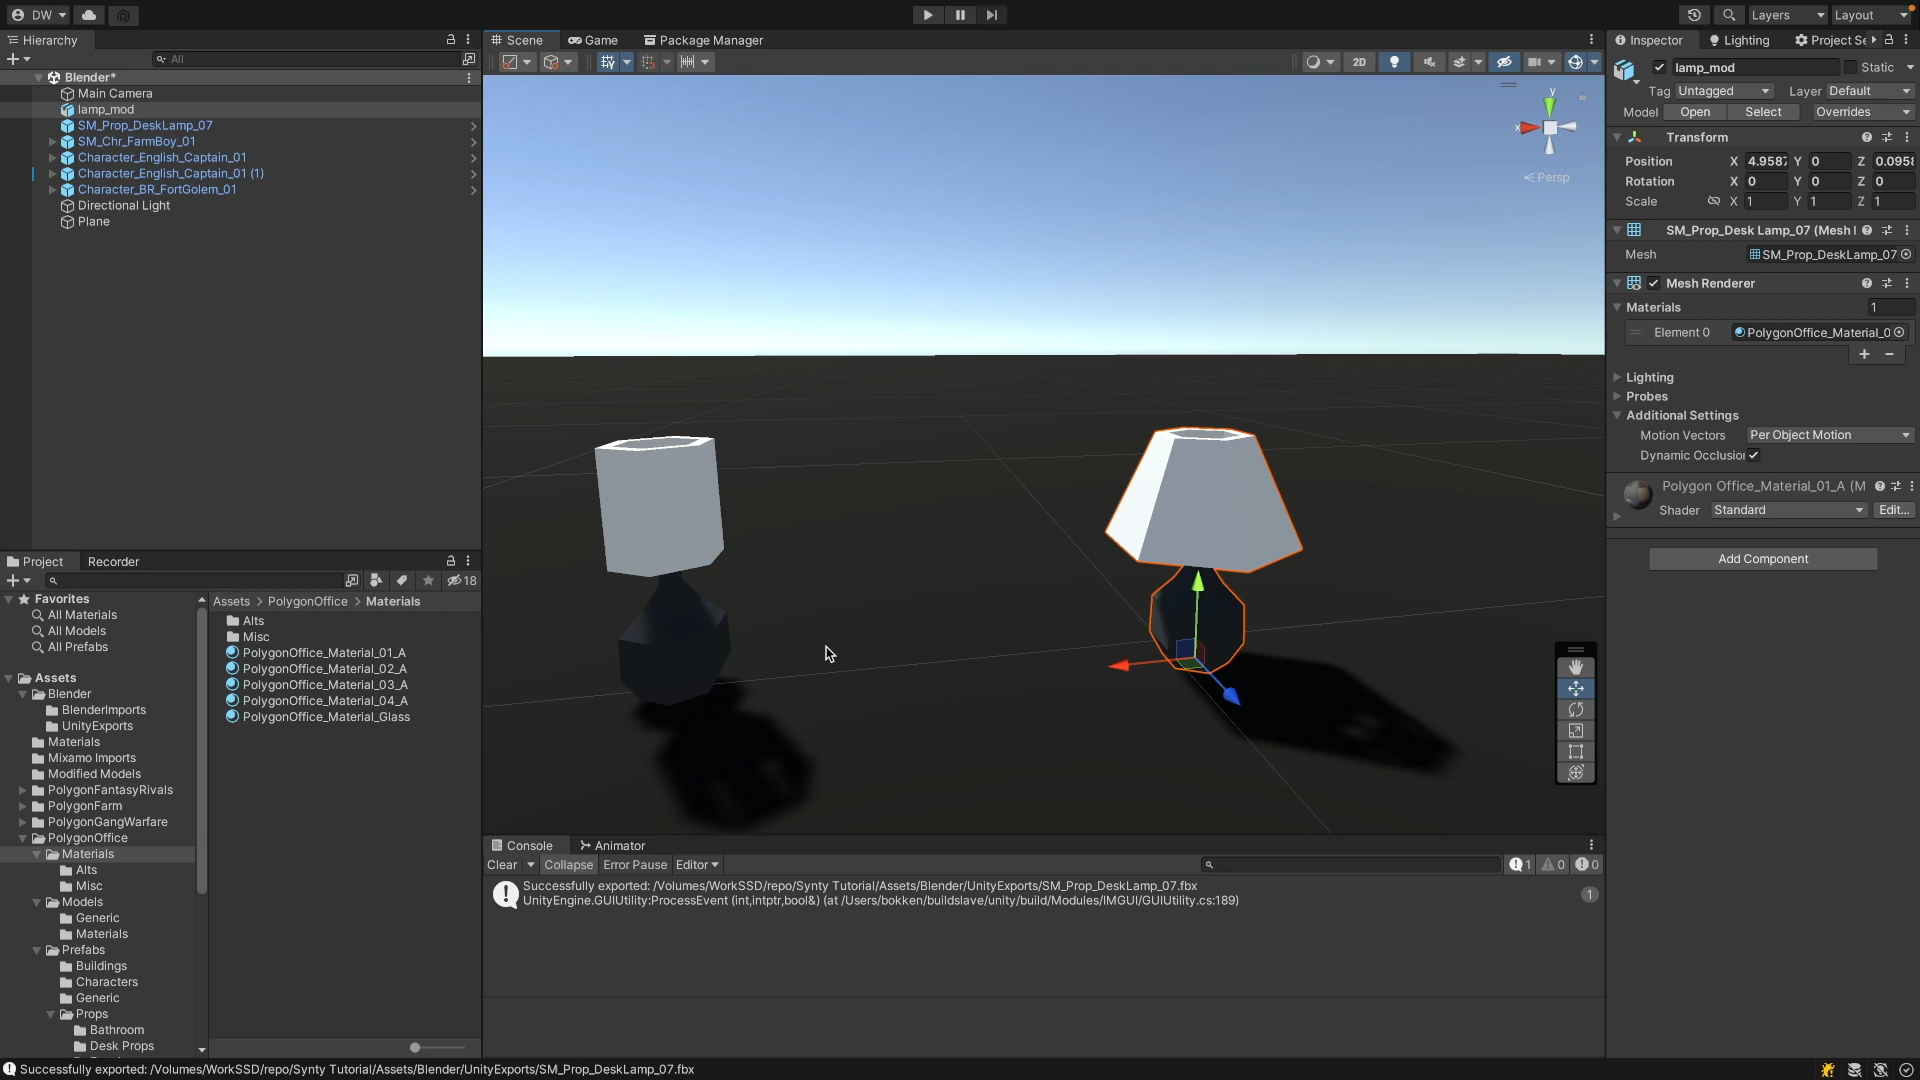 DW
Layers
Layout
Hierarchy
All
Blender*
Main Camera
lamp_mod
SM_Prop_DeskLamp_07
SM_Chr_FarmBoy_01
Character_English_Captain_01
Character_English_Captain_01 (1)
Character_BR_FortGolem_01
Directional Light
Plane
Scene
Game
Package Manager
2D
y
x
Persp
Inspector
Lighting
Project Se
lamp_mod
Static
Tag Untagged
Layer Default
Model Open Select Overrides
Transform
Position X 4.9587 Y 0 Z 0.0958
Rotation X 0 Y 0 Z 0
Scale X 1 Y 1 Z 1
SM_Prop_Desk Lamp_07 (Mesh
Mesh SM_Prop_DeskLamp_07
Mesh Renderer
Materials 1
Element 0 PolygonOffice_Material_0
Lighting
Probes
Additional Settings
Motion Vectors Per Object Motion
Dynamic Occlusion
Polygon Office_Material_01_A (M
Shader Standard Edit...
Add Component
Project
Recorder
18
Favorites
All Materials
All Models
All Prefabs
Assets
Blender
BlenderImports
UnityExports
Materials
Mixamo Imports
Modified Models
PolygonFantasyRivals
PolygonFarm
PolygonGangWarfare
PolygonOffice
Materials
Alts
Misc
Models
Generic
Materials
Prefabs
Buildings
Characters
Generic
Props
Bathroom
Desk Props
Assets > PolygonOffice > Materials
Alts
Misc
PolygonOffice_Material_01_A
PolygonOffice_Material_02_A
PolygonOffice_Material_03_A
PolygonOffice_Material_04_A
PolygonOffice_Material_Glass
Console
Animator
Clear Collapse Error Pause Editor
1 0 0
Successfully exported: /Volumes/WorkSSD/repo/Synty Tutorial/Assets/Blender/UnityExports/SM_Prop_DeskLamp_07.fbx
UnityEngine.GUIUtility:ProcessEvent (int,intptr,bool&) (at /Users/bokken/buildslave/unity/build/Modules/IMGUI/GUIUtility.cs:189)
1
Successfully exported: /Volumes/WorkSSD/repo/Synty Tutorial/Assets/Blender/UnityExports/SM_Prop_DeskLamp_07.fbx